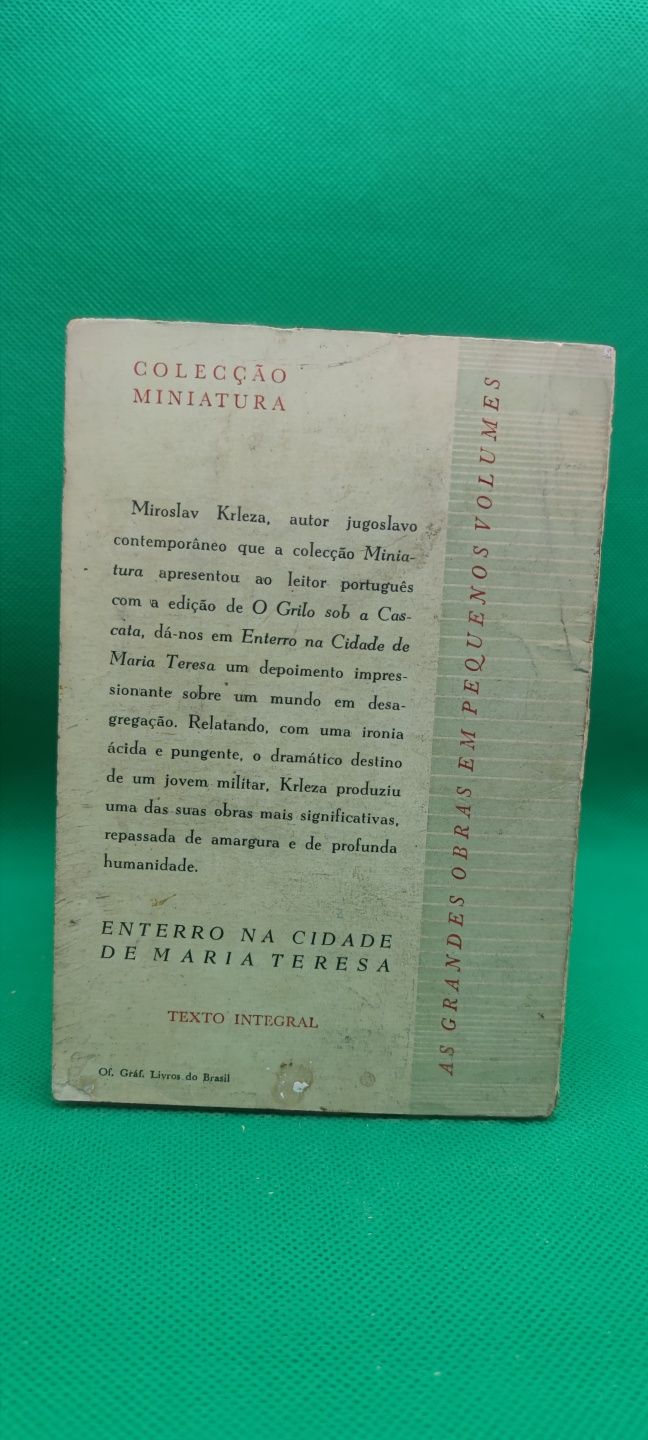 COLECÇÃO
MINIATURA
Miroslav Krleza, autor jugoslavo
contemporâneo que a colecção Minia-
tura apresentou ao leitor português
com a edição de O Grilo sob a Cas-
cata, dá-nos em Enterro na Cidade de
Maria Teresa um depoimento impres-
sionante sobre um mundo em desa-
gregação. Relatando, com uma ironia
ácida e pungente, o dramático destino
de um jovem militar, Krleza produziu
uma das suas obras mais significativas,
repassada de amargura e de profunda
humanidade.
ENTERRO NA CIDADE
DE MARIA TERESA
TEXTO INTEGRAL
Of. Gráf. Livros do Brasil
AS GRANDES OBRAS EM PEQUENOS VOLUMES